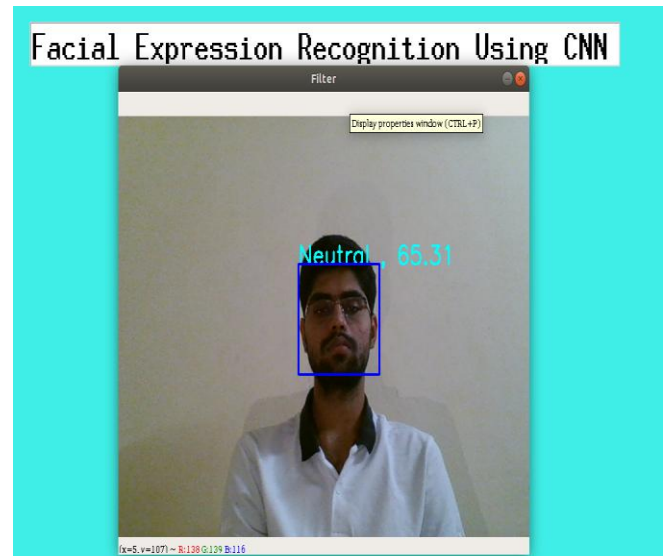 Facial Expression Recognition Using CNN
Filter
Display properties window (CTRL+P)
Neutral , 65.31
(x=5, y=107) ~ R:138 G:139 B:116